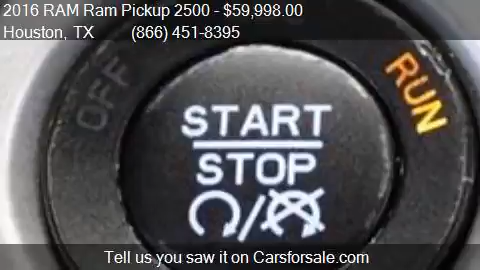 2016 RAM Ram Pickup 2500 - $59,998.00
Houston, TX (866) 451-8395
OFF
RUN
START
STOP
Tell us you saw it on Carsforsale.com